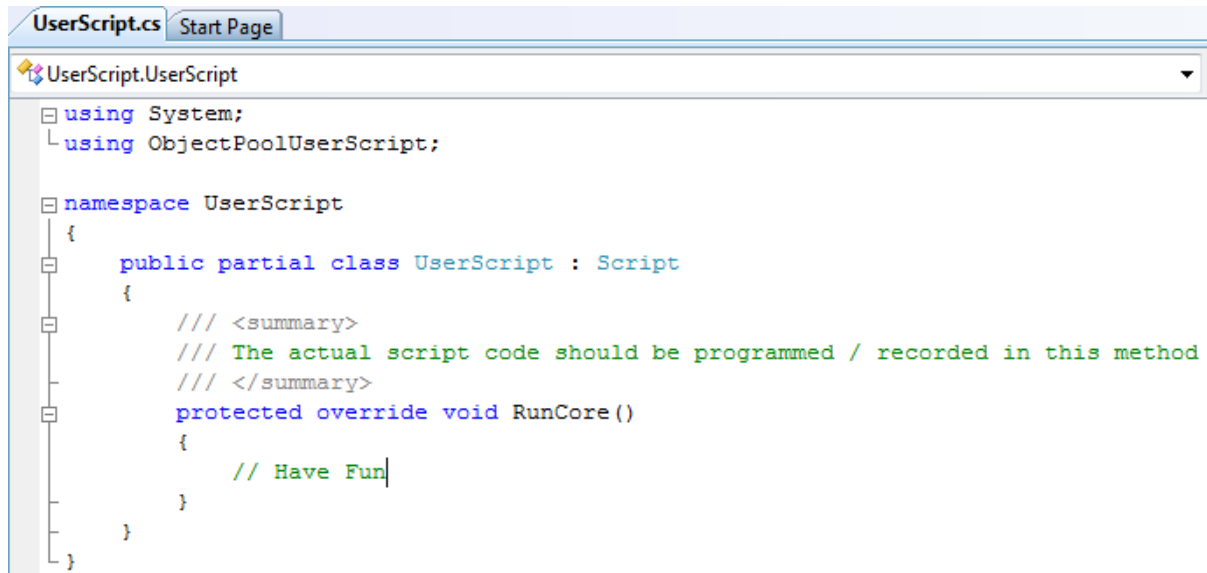 UserScript.cs Start Page
UserScript.UserScript
using System;
using ObjectPoolUserScript;
namespace UserScript
{
public partial class UserScript : Script
{
/// <summary>
/// The actual script code should be programmed / recorded in this method
/// </summary>
protected override void RunCore()
{
// Have Fun
}
}
}